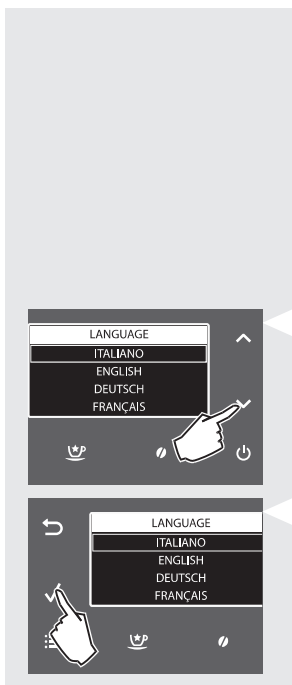 LANGUAGE
ITALIANO
ENGLISH
DEUTSCH
FRANÇAIS
LANGUAGE
ITALIANO
ENGLISH
DEUTSCH
FRANÇAIS